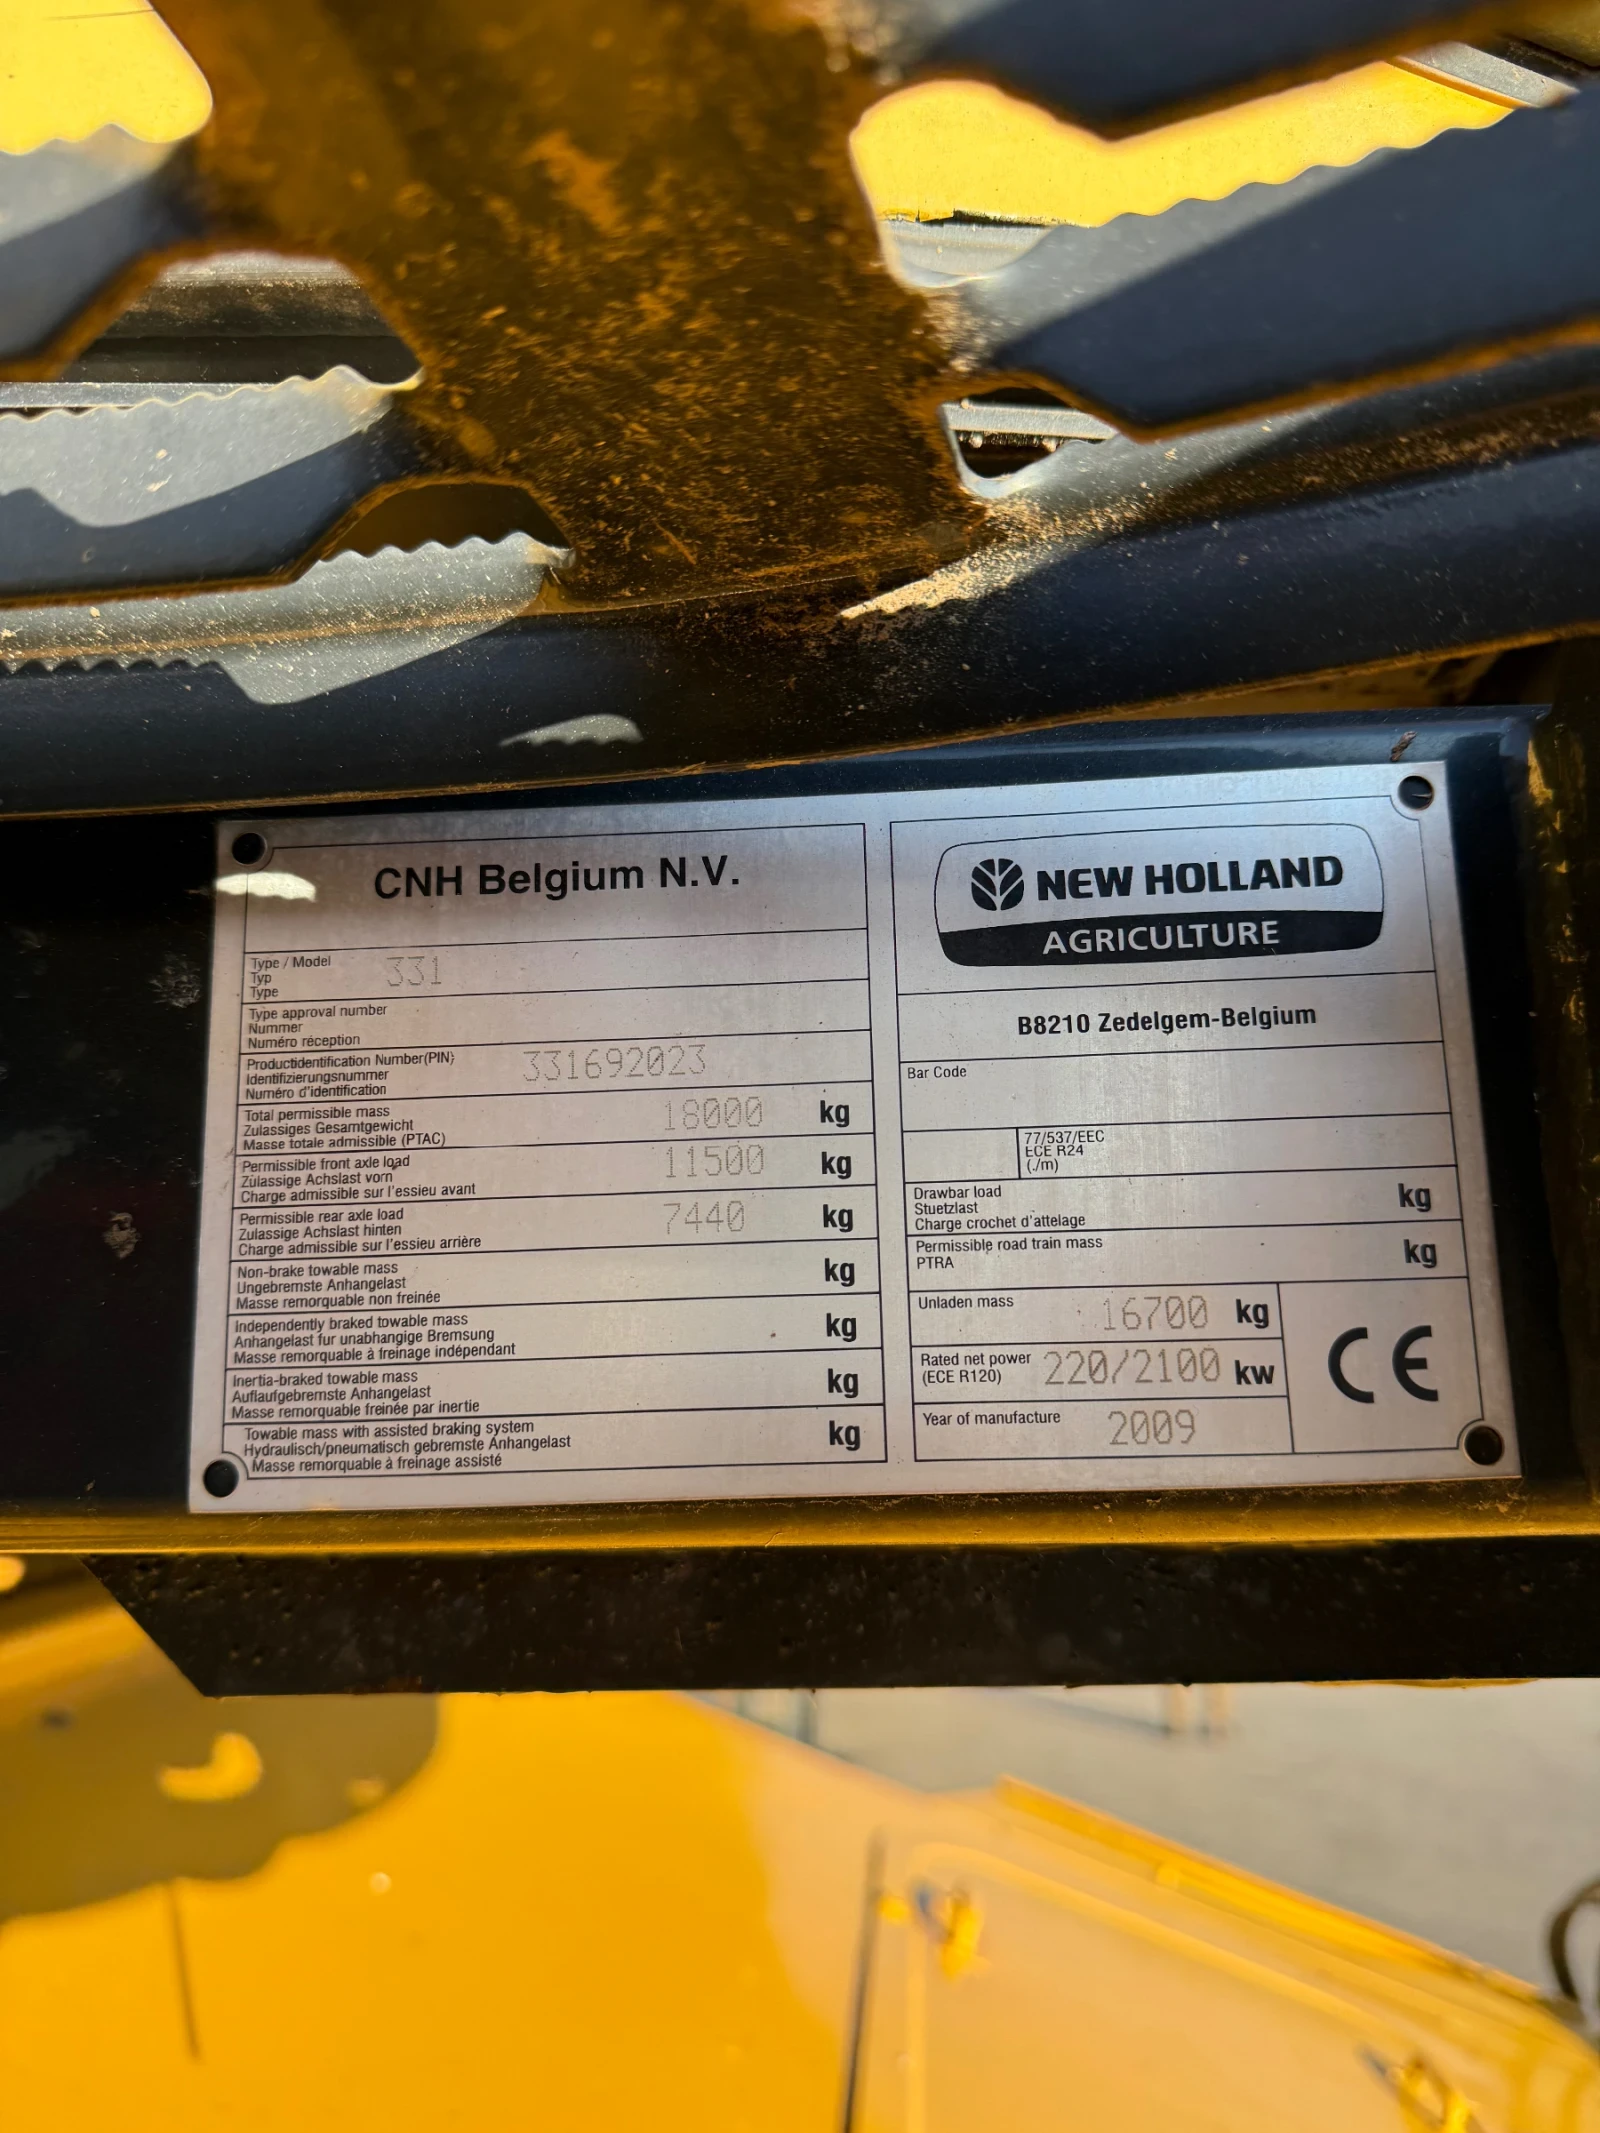 CNH Belgium N.V.
Type / Model
Typ
Type
331
Type approval number
Nummer
Numéro réception
Productidentification Number(PIN)
Identifizierungsnummer
Numéro d'identification
331692023
Total permissible mass
Zulassiges Gesamtgewicht
Masse totale admissible (PTAC)
18000 kg
Permissible front axle load
Zulassige Achslast vorn
Charge admissible sur l'essieu avant
11500 kg
Permissible rear axle load
Zulassige Achslast hinten
Charge admissible sur l'essieu arrière
7440 kg
Non-brake towable mass
Ungebremste Anhangelast
Masse remorquable non freinée
kg
Independently braked towable mass
Anhangelast fur unabhangige Bremsung
Masse remorquable à freinage indépendant
kg
Inertia-braked towable mass
Auflaufgebremste Anhangelast
Masse remorquable freinée par inertie
kg
Towable mass with assisted braking system
Hydraulisch/pneumatisch gebremste Anhangelast
Masse remorquable à freinage assisté
kg
NEW HOLLAND
AGRICULTURE
B8210 Zedelgem-Belgium
Bar Code
77/537/EEC
ECE R24
(./m)
Drawbar load
Stuetzlast
Charge crochet d'attelage
kg
Permissible road train mass
PTRA
kg
Unladen mass 16700 kg
Rated net power
(ECE R120)
220/2100 kw
Year of manufacture 2009
CE